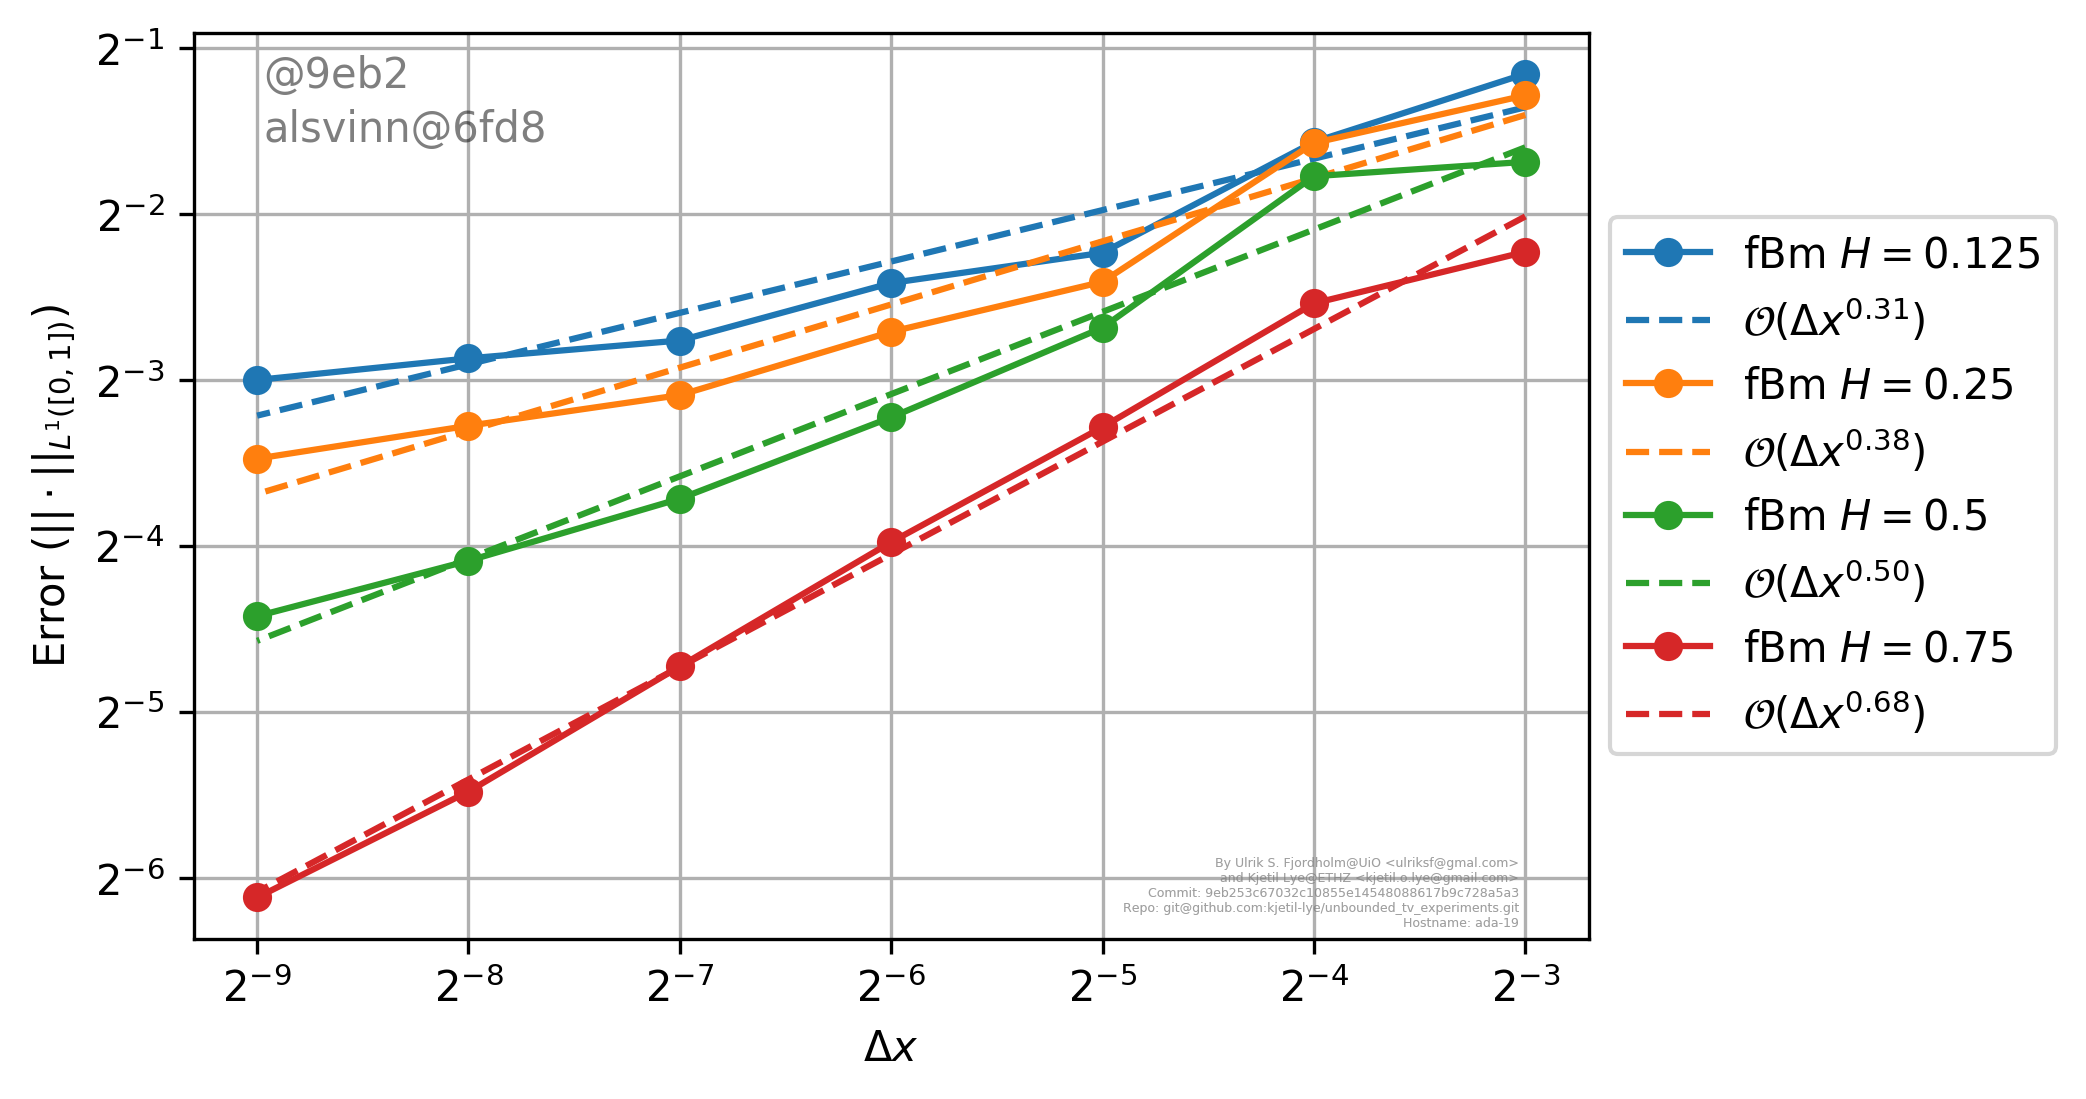 @9eb2
alsvinn@6fd8
2⁻¹
2⁻²
2⁻³
2⁻⁴
2⁻⁵
2⁻⁶
Error (|| · ||_{L¹([0, 1])})
2⁻⁹ 2⁻⁸ 2⁻⁷ 2⁻⁶ 2⁻⁵ 2⁻⁴ 2⁻³
Δx
fBm H = 0.125
𝒪(Δx^{0.31})
fBm H = 0.25
𝒪(Δx^{0.38})
fBm H = 0.5
𝒪(Δx^{0.50})
fBm H = 0.75
𝒪(Δx^{0.68})
By Ulrik S. Fjordholm@UiO <ulriksf@gmal.com>
and Kjetil Lye@ETHZ <kjetil.o.lye@gmail.com>
Commit: 9eb253c67032c10855e14548088617b9c728a5a3
Repo: git@github.com:kjetil-lye/unbounded_tv_experiments.git
Hostname: ada-19